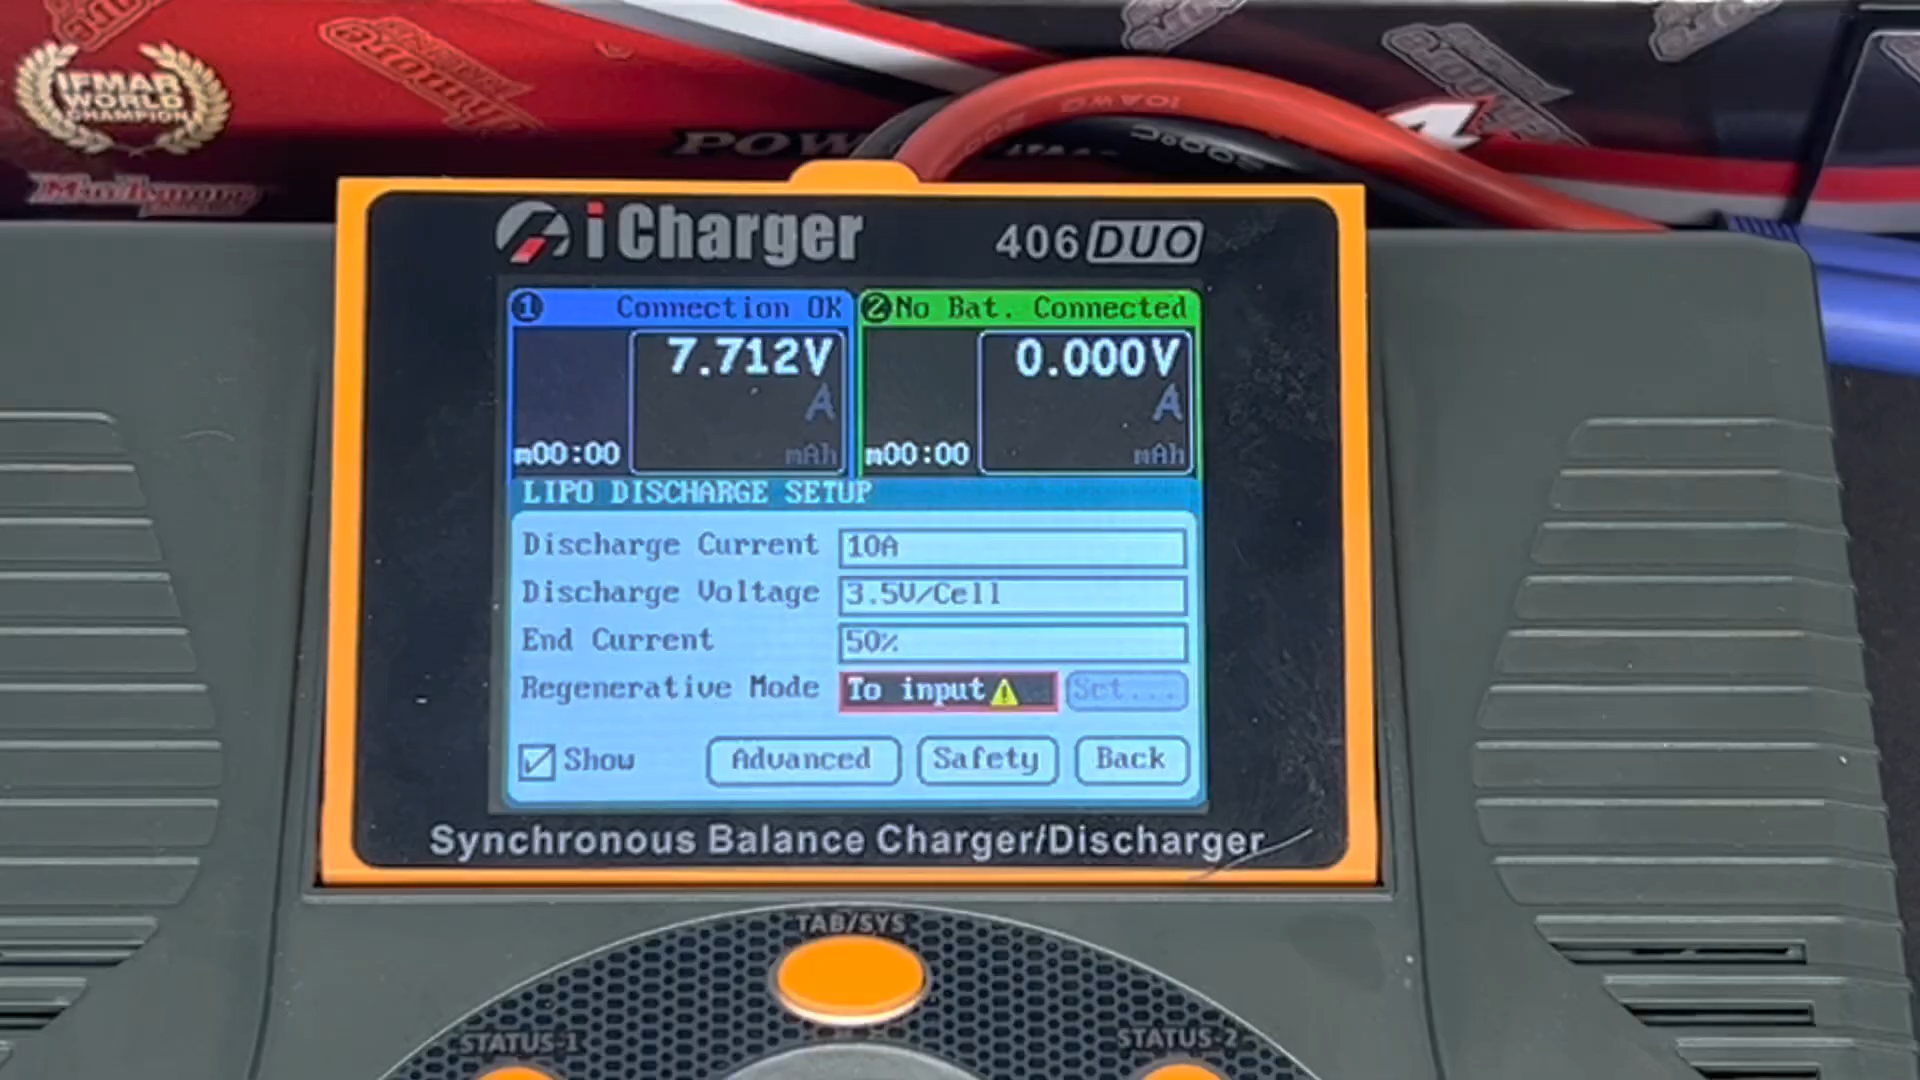 IFMAR
WORLD
CHAMPION
10AWG
200°C
4
iCharger
406 DUO
1 Connection OK
2 No Bat. Connected
7.712V
0.000V
A
A
m00:00
mAh
m00:00
mAh
LIPO DISCHARGE SETUP
Discharge Current 10A
Discharge Voltage 3.5V/Cell
End Current 50%
Regenerative Mode To input Set...
Show Advanced Safety Back
Synchronous Balance Charger/Discharger
TAB/SYS
STATUS-1
STATUS-2